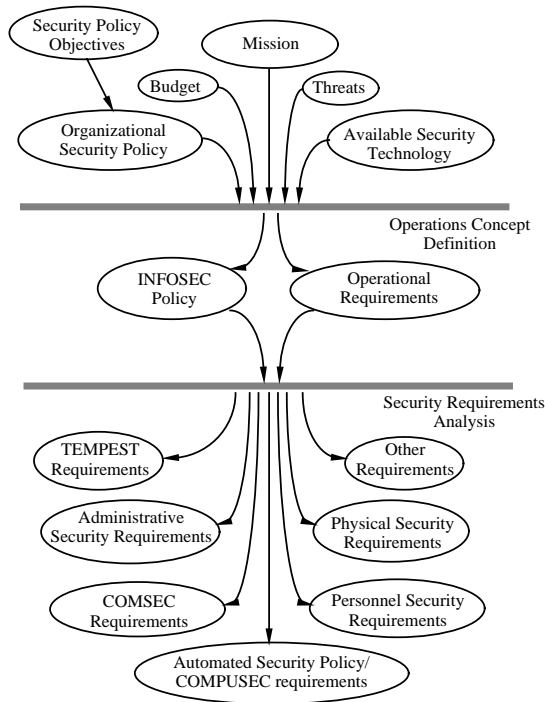 Security Policy
Objectives
Mission
Budget
Threats
Organizational
Security Policy
Available Security
Technology
Operations Concept
Definition
INFOSEC
Policy
Operational
Requirements
Security Requirements
Analysis
TEMPEST
Requirements
Other
Requirements
Administrative
Security Requirements
Physical Security
Requirements
COMSEC
Requirements
Personnel Security
Requirements
Automated Security Policy/
COMPUSEC requirements